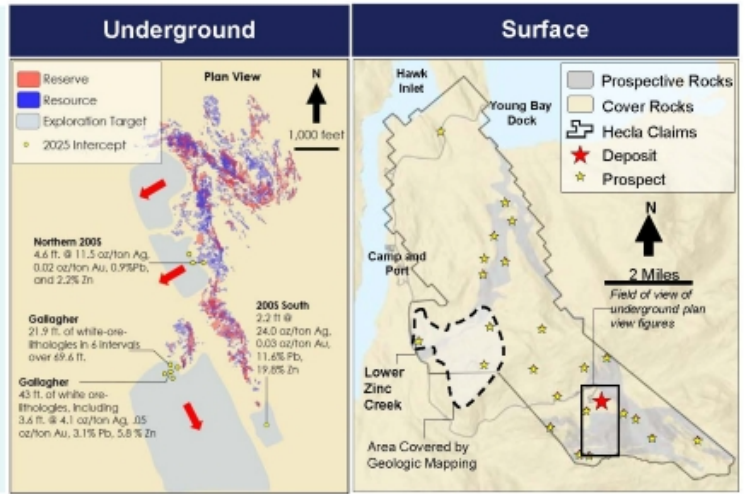 Underground
Reserve
Resource
Exploration Target
2025 Intercept
Plan View
N
1,000 feet
Northern 200S
4.6 ft. @ 11.5 oz/ton Ag,
0.02 oz/ton Au, 0.9%Pb,
and 2.2% Zn
Gallagher
21.9 ft. of white-ore-
lithologies in 6 intervals
over 69.6 ft.
200S South
2.2 ft @
24.0 oz/ton Ag,
0.03 oz/ton Au,
11.6% Pb,
19.8% Zn
Gallagher
43 ft. of white ore-
lithologies, including
3.6 ft. @ 4.1 oz/ton Ag, .05
oz/ton Au, 3.1% Pb, 5.8 % Zn
Surface
Hawk
Inlet
Young Bay
Dock
Prospective Rocks
Cover Rocks
Hecla Claims
Deposit
Prospect
N
2 Miles
Field of view of
underground plan
view figures
Camp and
Port
Lower
Zinc
Creek
Area Covered by
Geologic Mapping